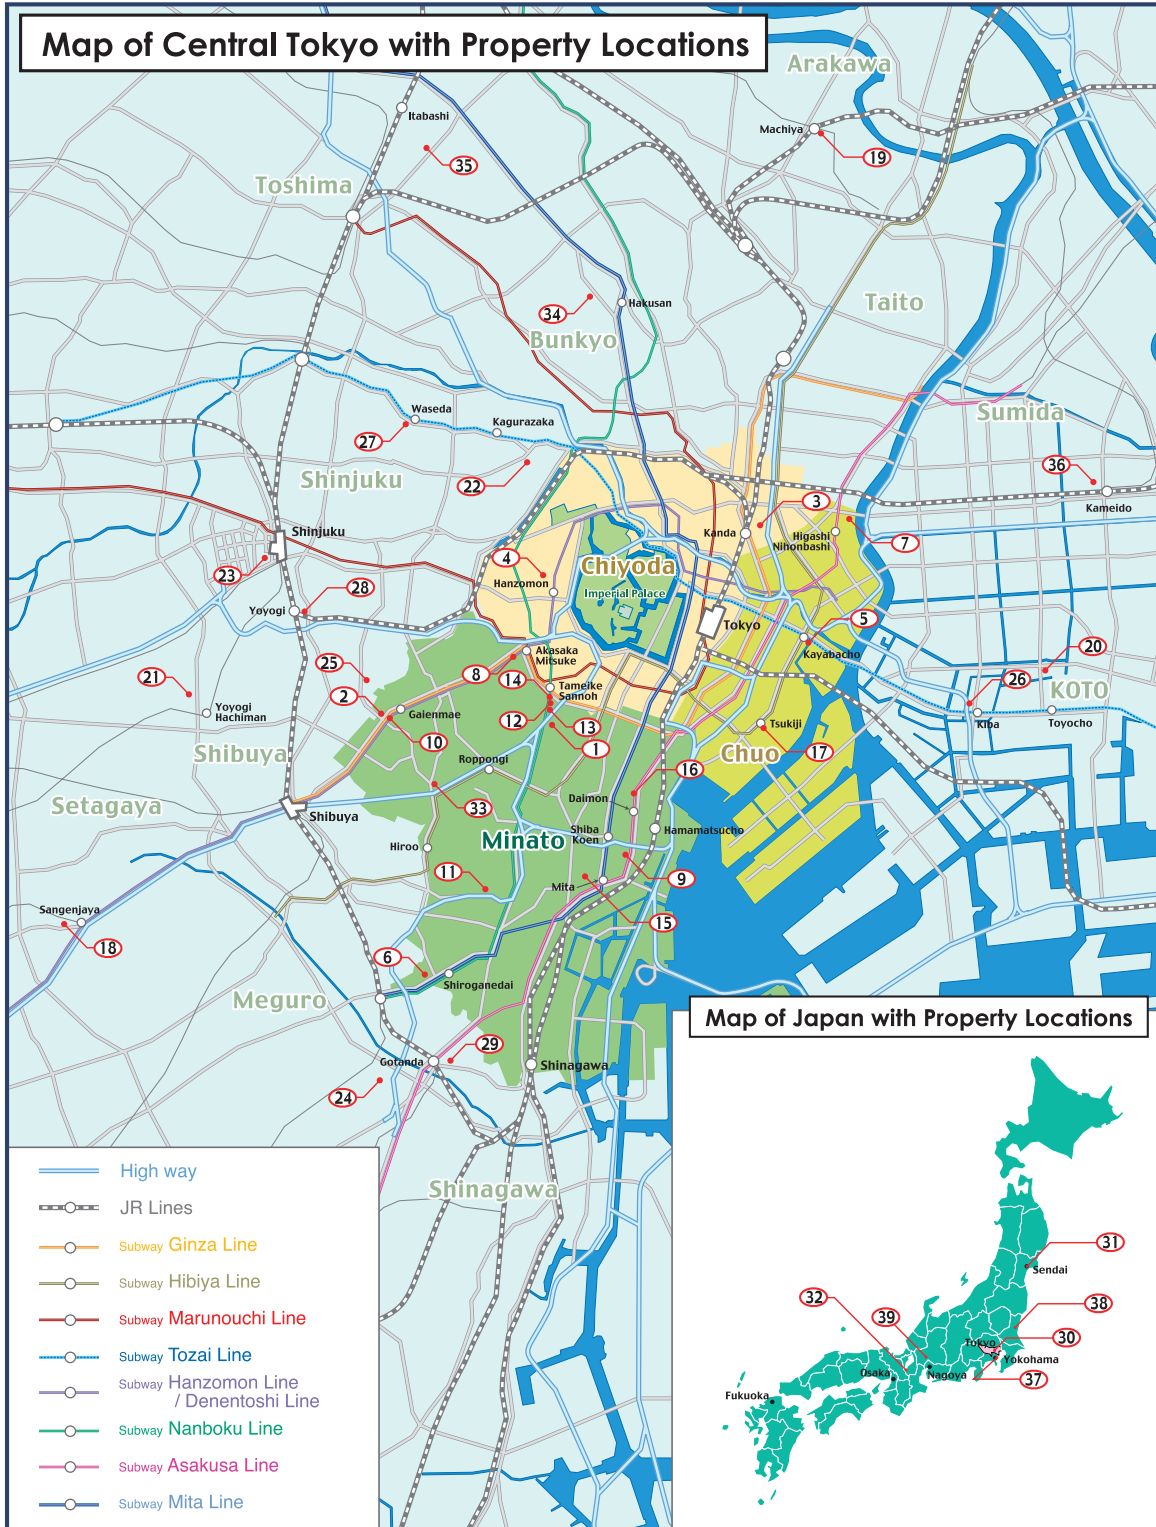 Map of Central Tokyo with Property Locations
Arakawa
Itabashi
Machiya
19
35
Toshima
Taito
Hakusan
34
Bunkyo
Waseda
Sumida
Kagurazaka
27
36
Shinjuku
22
Kameido
3
Shinjuku
Kanda
Higashi
Nihonbashi
7
4
Chiyoda
23
Hanzomon
28
Imperial Palace
Yoyogi
5
Tokyo
Kayabacho
20
Akasaka
Mitsuke
25
8
14
21
26
KOTO
2
Tameike
Sannoh
Yoyogi
Hachiman
Gaienmae
12
13
Tsukiji
Kiba
Toyocho
10
1
17
Shibuya
Chuo
Roppongi
16
Setagaya
33
Daimon
Shibuya
Minato
Shiba
Koen
Hamamatsucho
Hiroo
11
Mita
9
Sangenjaya
15
18
6
Shiroganedai
Meguro
Map of Japan with Property Locations
29
Gotanda
Shinagawa
24
High way
Shinagawa
JR Lines
Subway Ginza Line
31
Subway Hibiya Line
Sendai
32
38
Subway Marunouchi Line
39
30
Tokyo
Subway Tozai Line
Yokohama
Osaka
Nagoya
37
Subway Hanzomon Line
/ Denentoshi Line
Fukuoka
Subway Nanboku Line
Subway Asakusa Line
Subway Mita Line